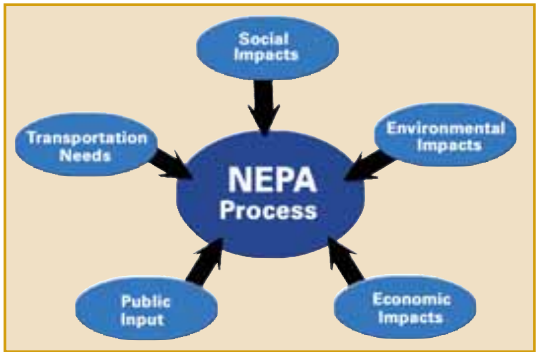 Social
Impacts
Transportation
Needs
Environmental
Impacts
NEPA
Process
Public
Input
Economic
Impacts